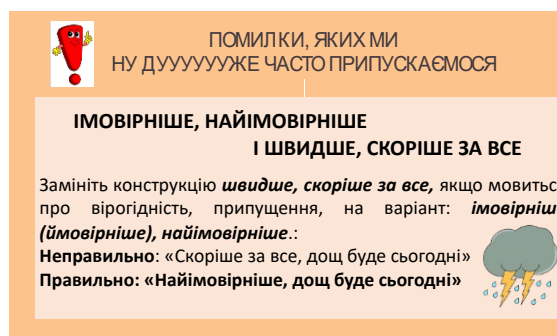 ПОМИЛКИ, ЯКИХ МИ
НУ ДУУУУУУЖЕ ЧАСТО ПРИПУСКАЄМОСЯ
ІМОВІРНІШЕ, НАЙІМОВІРНІШЕ
І ШВИДШЕ, СКОРІШЕ ЗА ВСЕ
Замініть конструкцію швидше, скоріше за все, якщо мовитьс
про вірогідність, припущення, на варіант: імовірніш
(ймовірніше), найімовірніше.:
Неправильно: «Скоріше за все, дощ буде сьогодні»
Правильно: «Найімовірніше, дощ буде сьогодні»